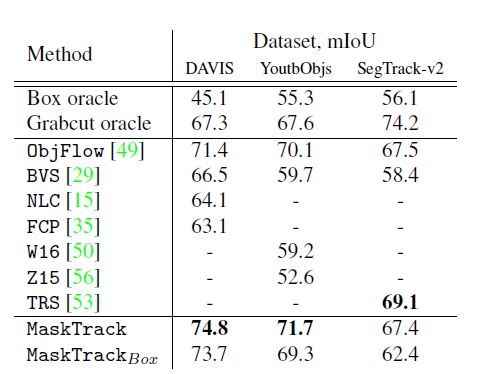 Method Dataset, mIoU
DAVIS YoutbObjs SegTrack-v2
Box oracle 45.1 55.3 56.1
Grabcut oracle 67.3 67.6 74.2
ObjFlow [49] 71.4 70.1 67.5
BVS [29] 66.5 59.7 58.4
NLC [15] 64.1 - -
FCP [35] 63.1 - -
W16 [50] - 59.2 -
Z15 [56] - 52.6 -
TRS [53] - - 69.1
MaskTrack 74.8 71.7 67.4
MaskTrackBox 73.7 69.3 62.4